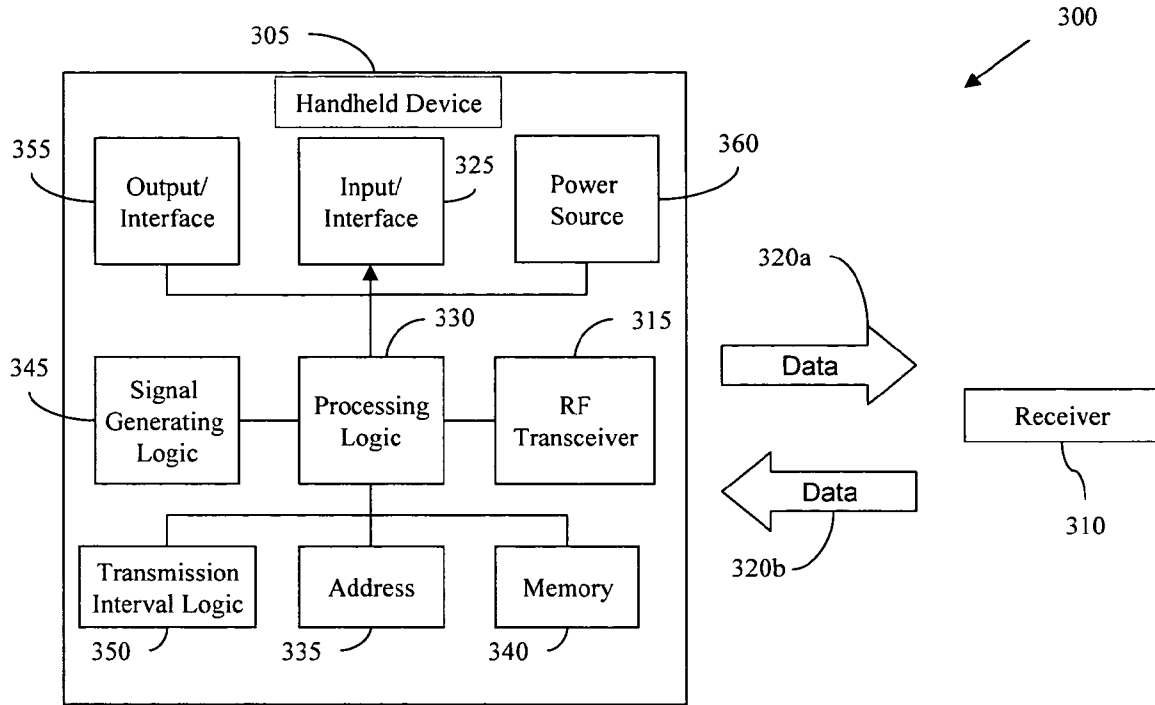 300
305
Handheld Device
355
Output/
Interface
Input/
Interface
325
Power
Source
360
320a
Data
345
Signal
Generating
Logic
330
Processing
Logic
315
RF
Transceiver
Receiver
310
Data
320b
Transmission
Interval Logic
350
Address
335
Memory
340